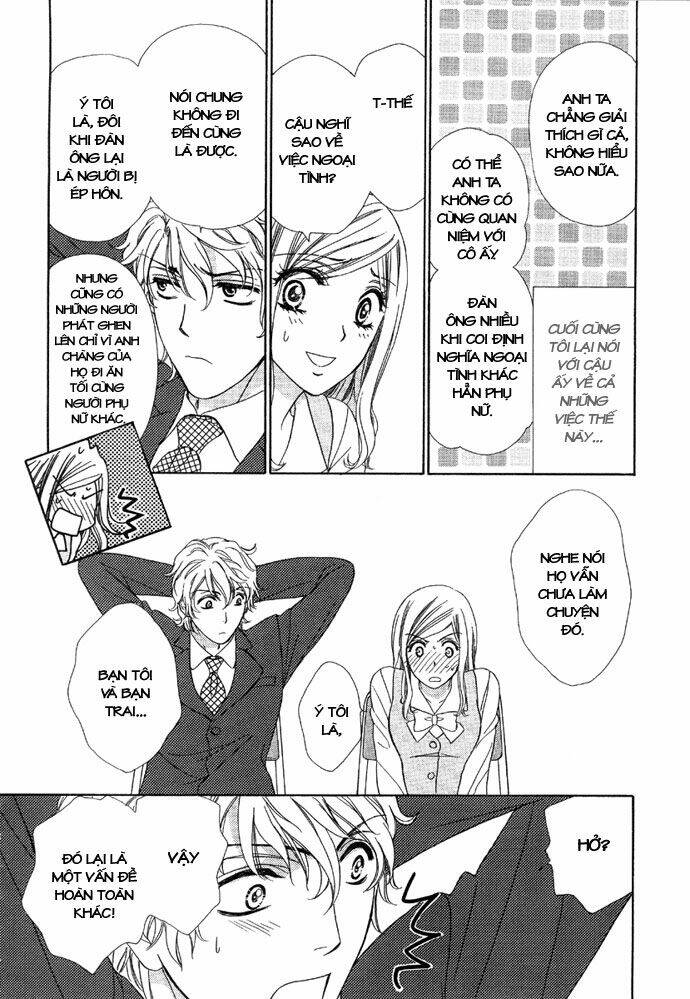 ANH TA
CHẲNG GIẢI
THÍCH GÌ CẢ,
KHÔNG HIỂU
SAO NỮA.
CÓ THỂ
ANH TA
KHÔNG CÓ
CÙNG QUAN
NIỆM VỚI
CÔ ẤY
ĐÀN
ÔNG NHIỀU
KHI COI ĐỊNH
NGHĨA NGOẠI
TÌNH KHÁC
HẲN PHỤ
NỮ.
CUỐI CÙNG
TÔI LẠI NÓI
VỚI CẬU
ẤY VỀ CẢ
NHỮNG
VIỆC THẾ
NÀY...
T-THẾ
CẬU NGHĨ
SAO VỀ
VIỆC NGOẠI
TÌNH?
NÓI CHUNG
KHÔNG ĐI
ĐẾN CÙNG
LÀ ĐƯỢC.
Ý TÔI
LÀ, ĐÔI
KHI ĐÀN
ÔNG LẠI
LÀ NGƯỜI BỊ
ÉP HÔN.
NHƯNG
CŨNG CÓ
NHỮNG NGƯỜI
PHÁT GHEN
LÊN CHỈ VÌ ANH
CHÀNG CỦA
HỌ ĐI ĂN
TỐI CÙNG
NGƯỜI PHỤ
NỮ KHÁC.
Ý TÔI
LÀ,
BẠN TÔI
VÀ BẠN
TRAI...
NGHE NÓI
HỌ VẪN
CHƯA LÀM
CHUYỆN
ĐÓ.
HỞ?
VẬY
ĐÓ LẠI LÀ
MỘT VẤN ĐỀ
HOÀN TOÀN
KHÁC!